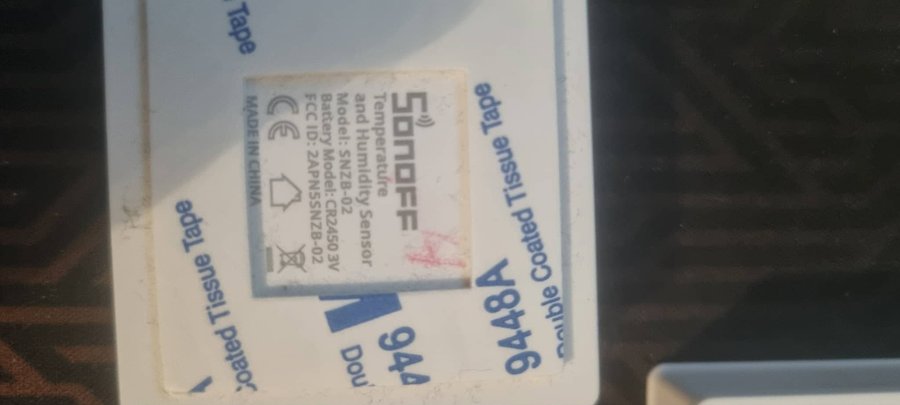 SONOFF
Temperature
and Humidity Sensor
Model: SNZB-02
Battery Model: CR2450 3V
FCC ID: 2APN5SNZB-02
CE
MADE IN CHINA
Tape
Coated Tissue Tape
9448A
Double Coated Tissue Tape